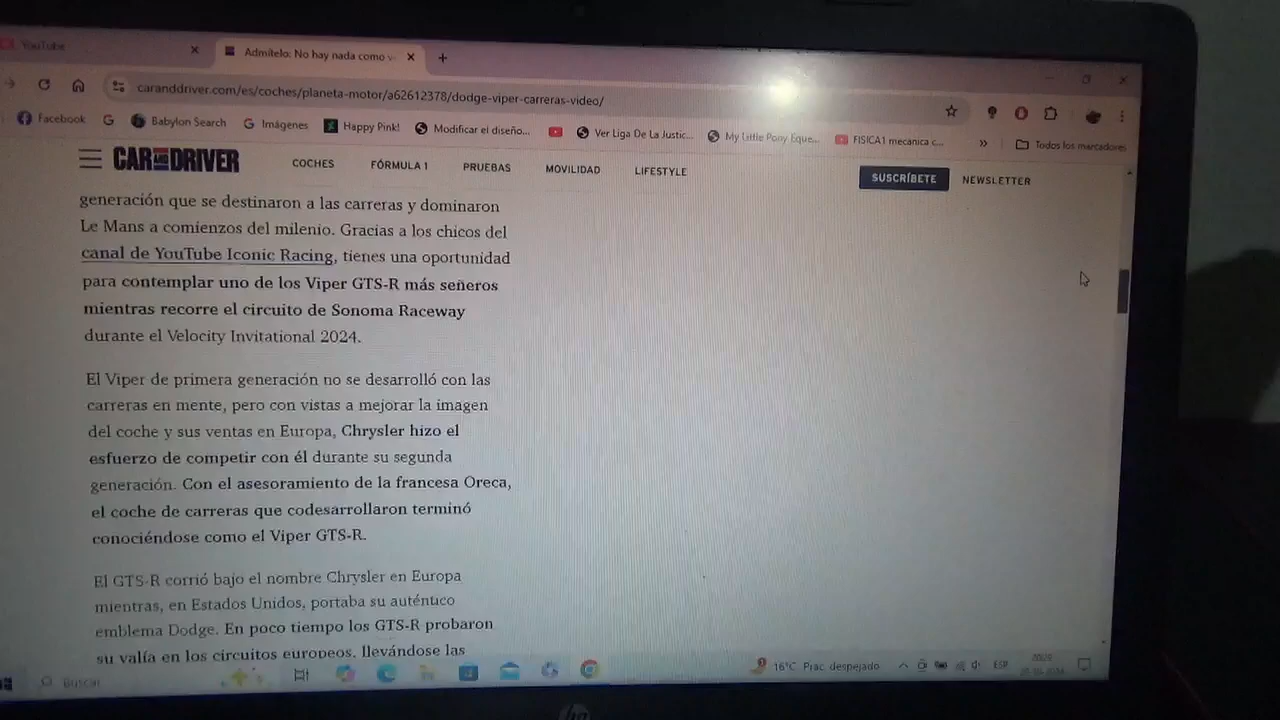 YouTube
Admítelo: No hay nada como v
caranddriver.com/es/coches/planeta-motor/a62612378/dodge-viper-carreras-video/
Facebook
Babylon Search
Imágenes
Happy Pink!
Modificar el diseño...
Ver Liga De La Justic...
My Little Pony Eque...
FISICA1 mecanica c...
»
Todos los marcadores
CAR AND DRIVER
COCHES
FÓRMULA 1
PRUEBAS
MOVILIDAD
LIFESTYLE
SUSCRÍBETE
NEWSLETTER
generación que se destinaron a las carreras y dominaron
Le Mans a comienzos del milenio. Gracias a los chicos del
canal de YouTube Iconic Racing, tienes una oportunidad
para contemplar uno de los Viper GTS-R más señeros
mientras recorre el circuito de Sonoma Raceway
durante el Velocity Invitational 2024.
El Viper de primera generación no se desarrolló con las
carreras en mente, pero con vistas a mejorar la imagen
del coche y sus ventas en Europa, Chrysler hizo el
esfuerzo de competir con él durante su segunda
generación. Con el asesoramiento de la francesa Oreca,
el coche de carreras que codesarrollaron terminó
conociéndose como el Viper GTS-R.
El GTS-R corrió bajo el nombre Chrysler en Europa
mientras, en Estados Unidos, portaba su auténtico
emblema Dodge. En poco tiempo los GTS-R probaron
su valía en los circuitos europeos, llevándose las
Buscar
16°C Prac. despejado
ESP
hp